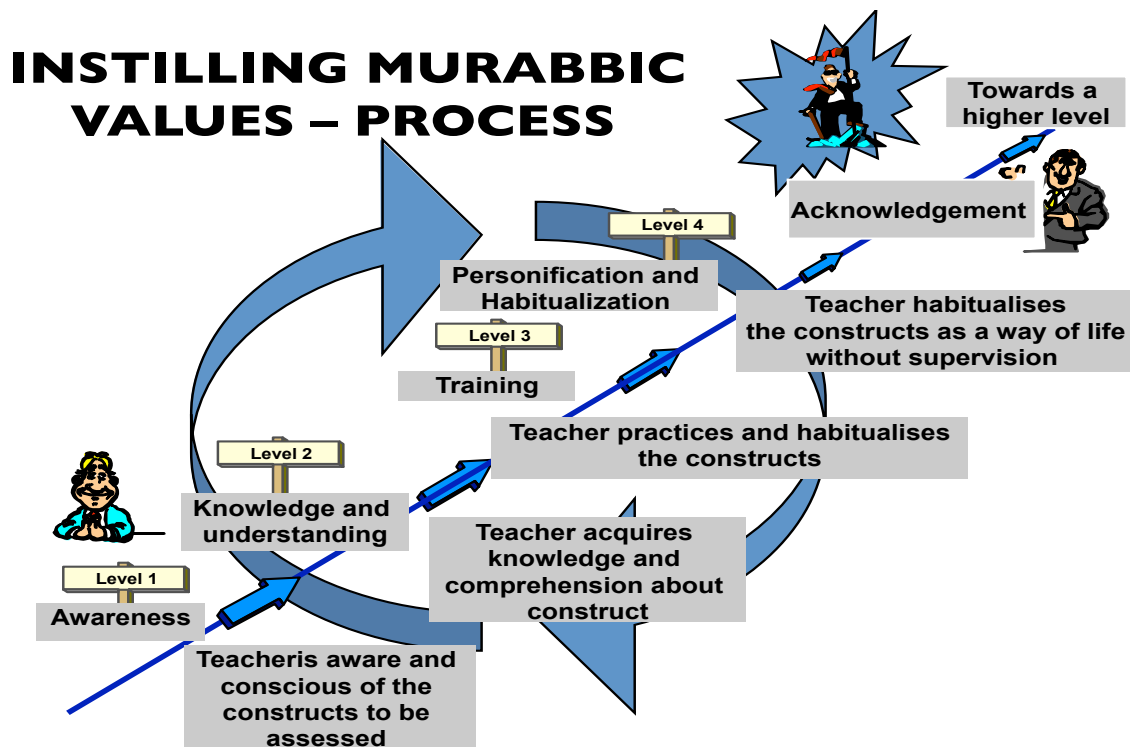 INSTILLING MURABBIC
VALUES – PROCESS
Towards a
higher level
Acknowledgement
Level 4
Personification and
Habitualization
Teacher habitualises
the constructs as a way of life
without supervision
Level 3
Training
Teacher practices and habitualises
the constructs
Level 2
Knowledge and
understanding
Teacher acquires
knowledge and
comprehension about
construct
Level 1
Awareness
Teacheris aware and
conscious of the
constructs to be
assessed